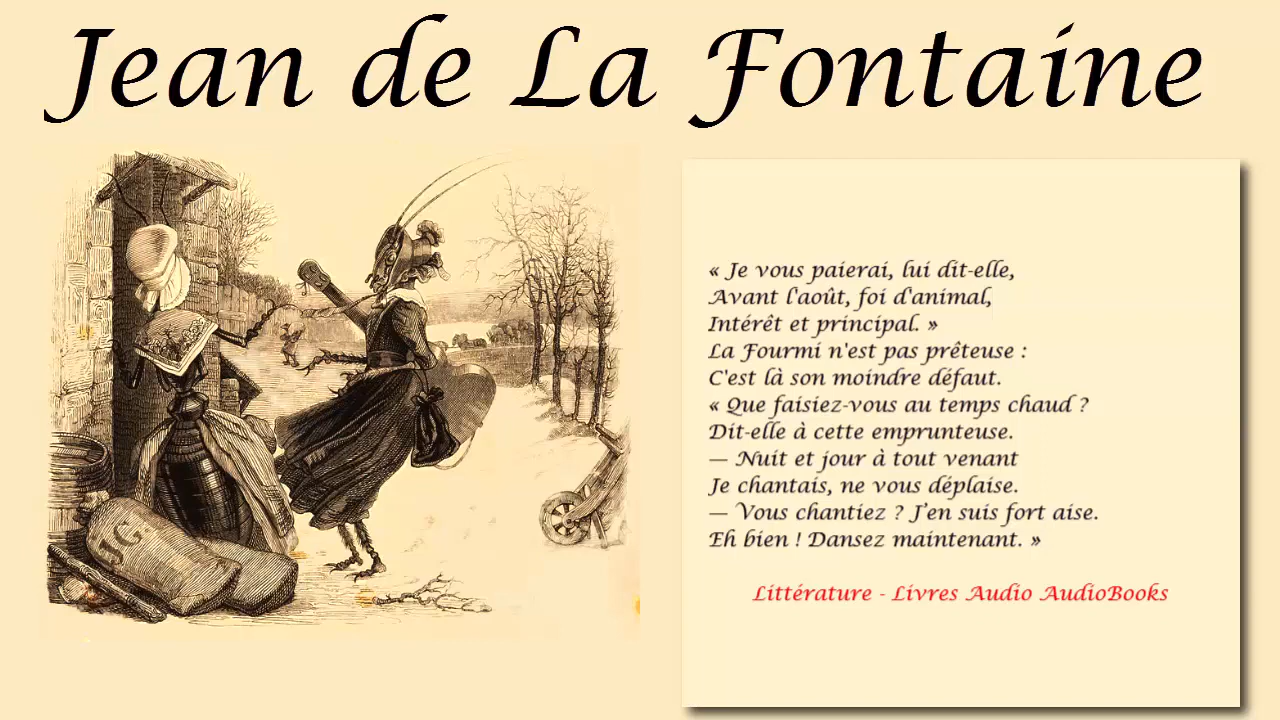 Jean de La Fontaine
« Je vous paierai, lui dit-elle,
Avant l'août, foi d'animal,
Intérêt et principal. »
La Fourmi n'est pas prêteuse :
C'est là son moindre défaut.
« Que faisiez-vous au temps chaud ?
Dit-elle à cette emprunteuse.
— Nuit et jour à tout venant
Je chantais, ne vous déplaise.
— Vous chantiez ? J'en suis fort aise.
Eh bien ! Dansez maintenant. »
Littérature - Livres Audio AudioBooks
J.G.